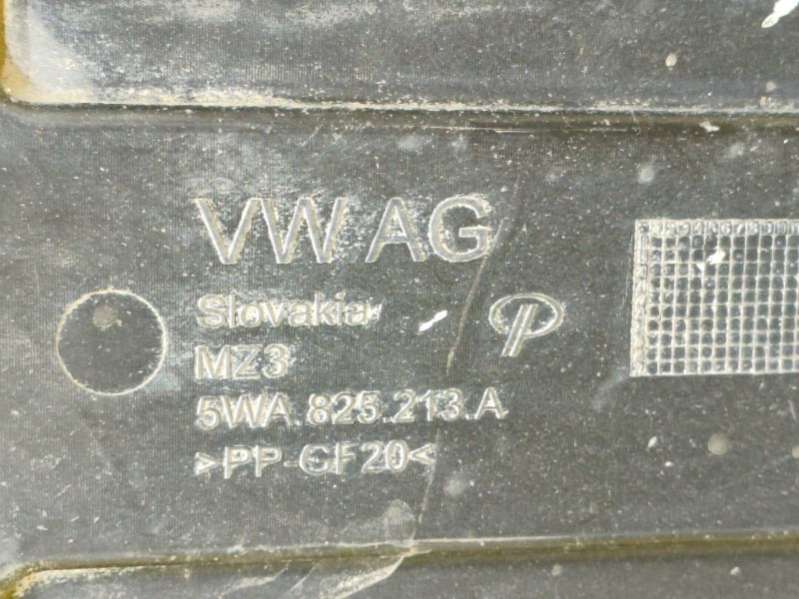 VW AG
Slovakia
MZ3
5WA.825.213.A
>PP-GF20<